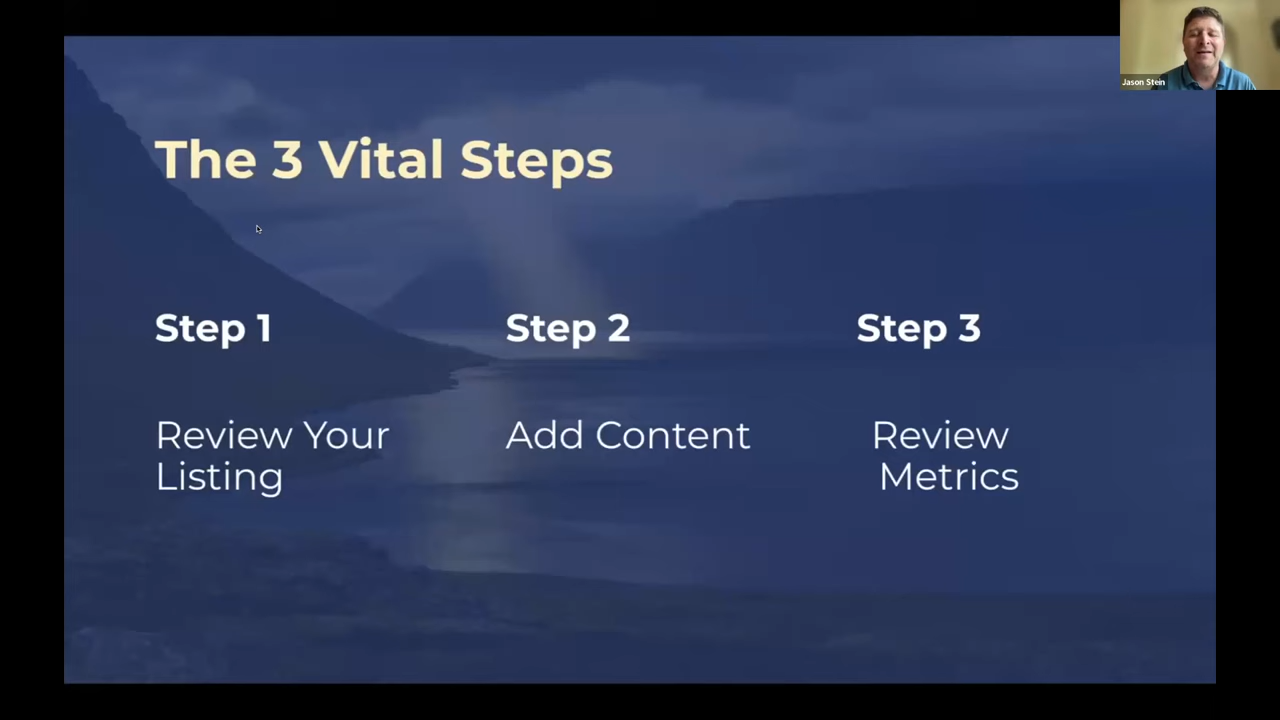 Jason Stein
The 3 Vital Steps
Step 1
Review Your
Listing
Step 2
Add Content
Step 3
Review
Metrics